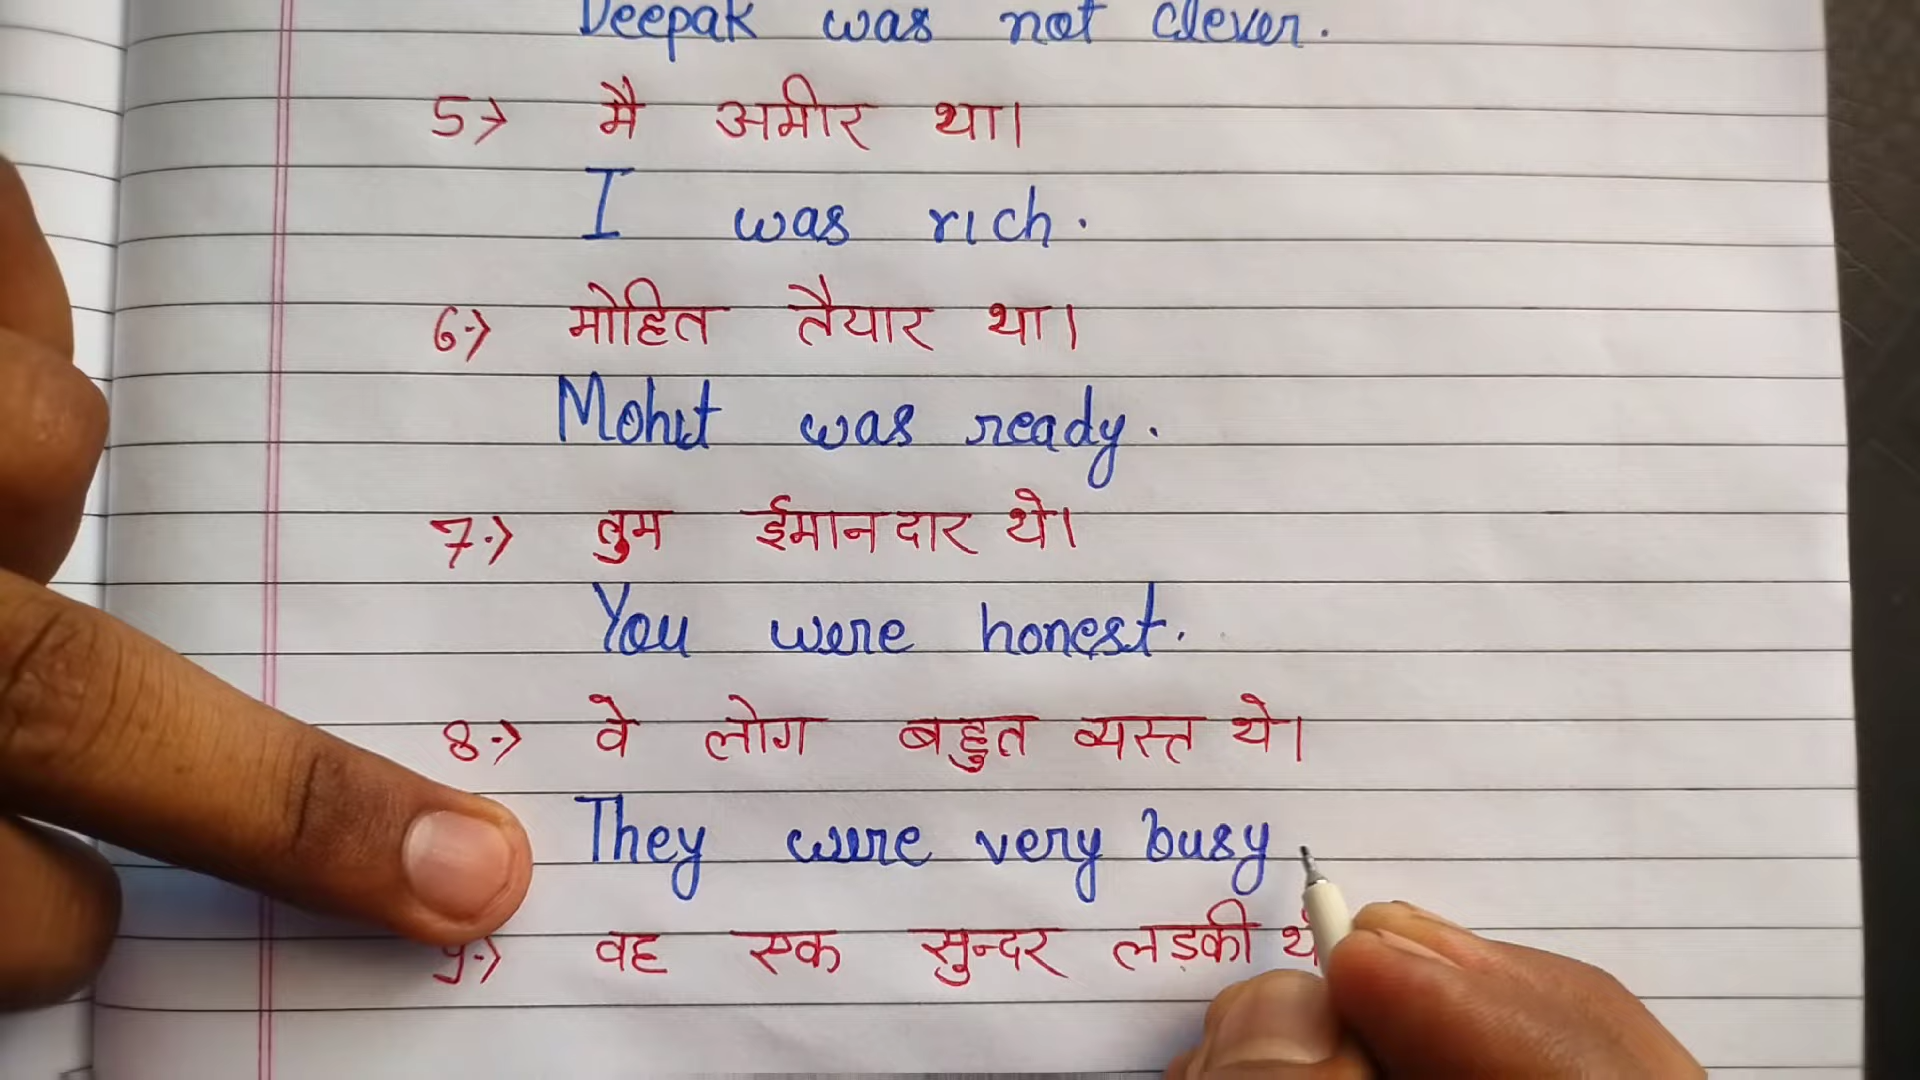 Deepak was not clever.
5→ मै अमीर था।
I was rich.
6→ मोहित तैयार था।
Mohit was ready.
7→ तुम ईमानदार थे।
You were honest.
8→ वे लोग बहुत व्यस्त थे।
They were very busy.
9→ वह एक सुन्दर लड़की